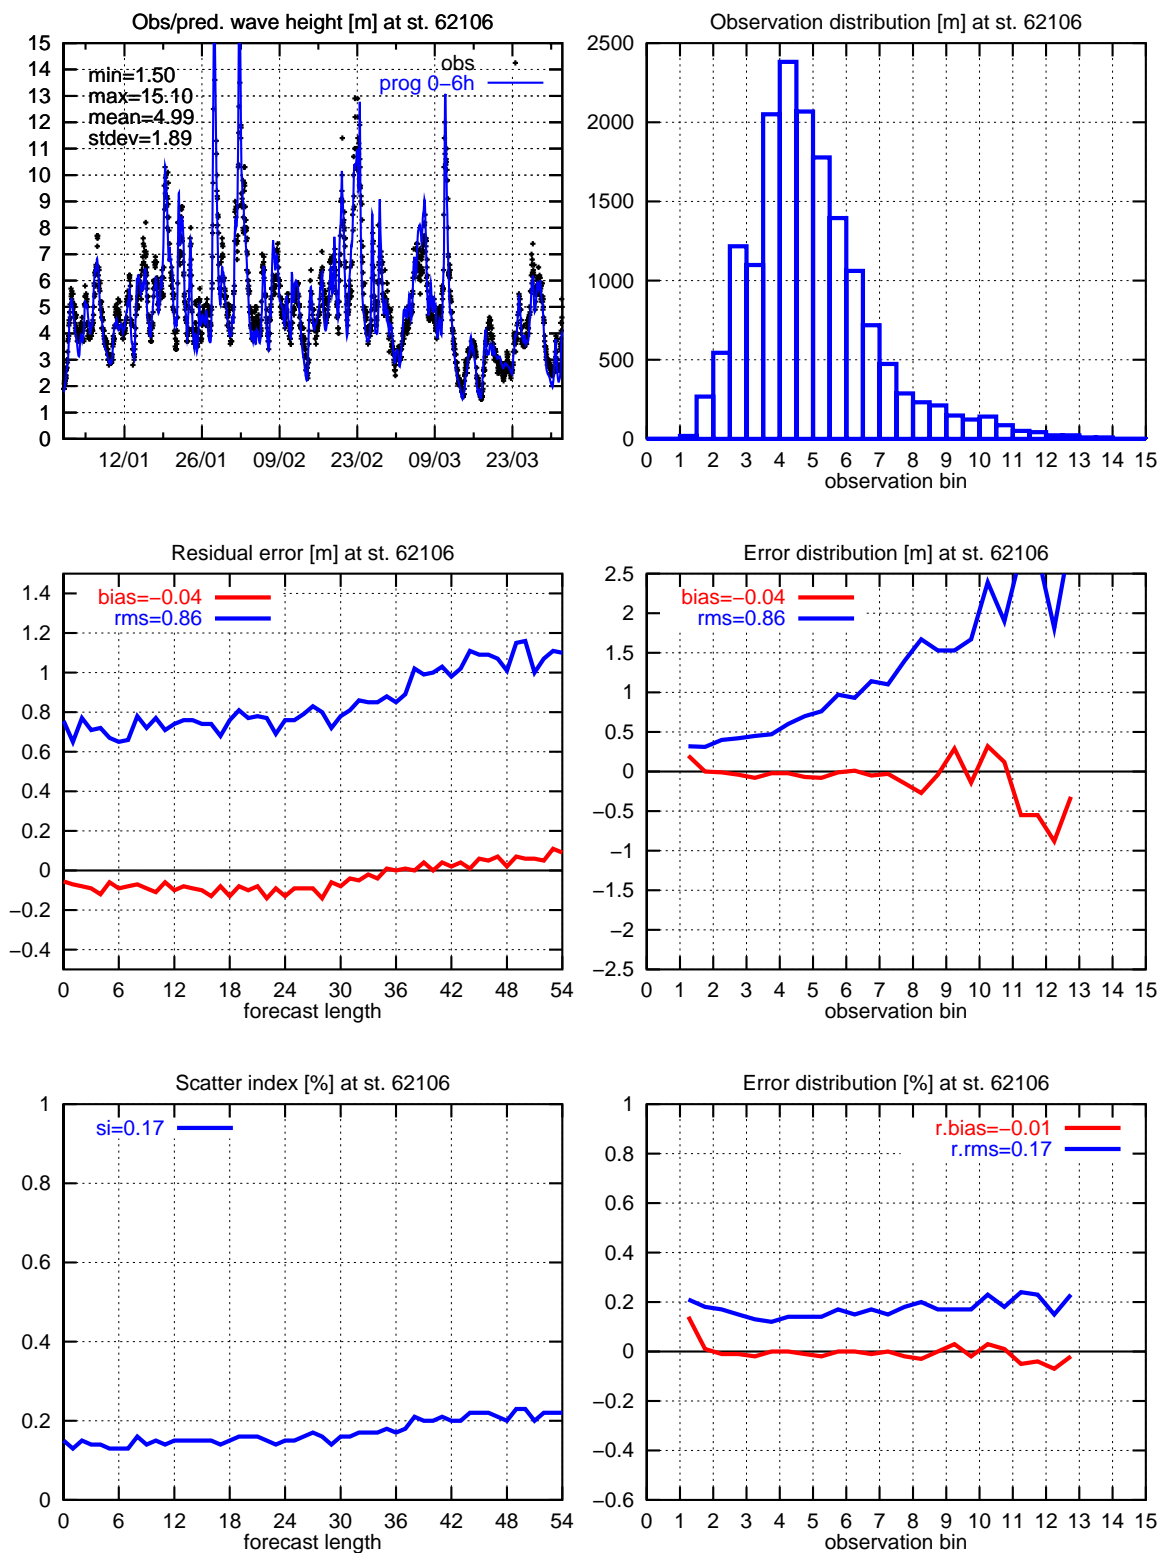 Obs/pred. wave height [m] at st. 62106
15
14
13
12
11
10
9
8
7
6
5
4
3
2
1
0
min=1.50
max=15.10
mean=4.99
stdev=1.89
obs
prog 0−6h
12/01 26/01 09/02 23/02 09/03 23/03
Observation distribution [m] at st. 62106
2500
2000
1500
1000
500
0
0 1 2 3 4 5 6 7 8 9 10 11 12 13 14 15
observation bin
Residual error [m] at st. 62106
1.4
1.2
1
0.8
0.6
0.4
0.2
0
−0.2
−0.4
bias=−0.04
rms=0.86
0 6 12 18 24 30 36 42 48 54
forecast length
Error distribution [m] at st. 62106
2.5
2
1.5
1
0.5
0
−0.5
−1
−1.5
−2
−2.5
bias=−0.04
rms=0.86
0 1 2 3 4 5 6 7 8 9 10 11 12 13 14 15
observation bin
Scatter index [%] at st. 62106
1
0.8
0.6
0.4
0.2
0
si=0.17
0 6 12 18 24 30 36 42 48 54
forecast length
Error distribution [%] at st. 62106
1
0.8
0.6
0.4
0.2
0
−0.2
−0.4
−0.6
r.bias=−0.01
r.rms=0.17
0 1 2 3 4 5 6 7 8 9 10 11 12 13 14 15
observation bin